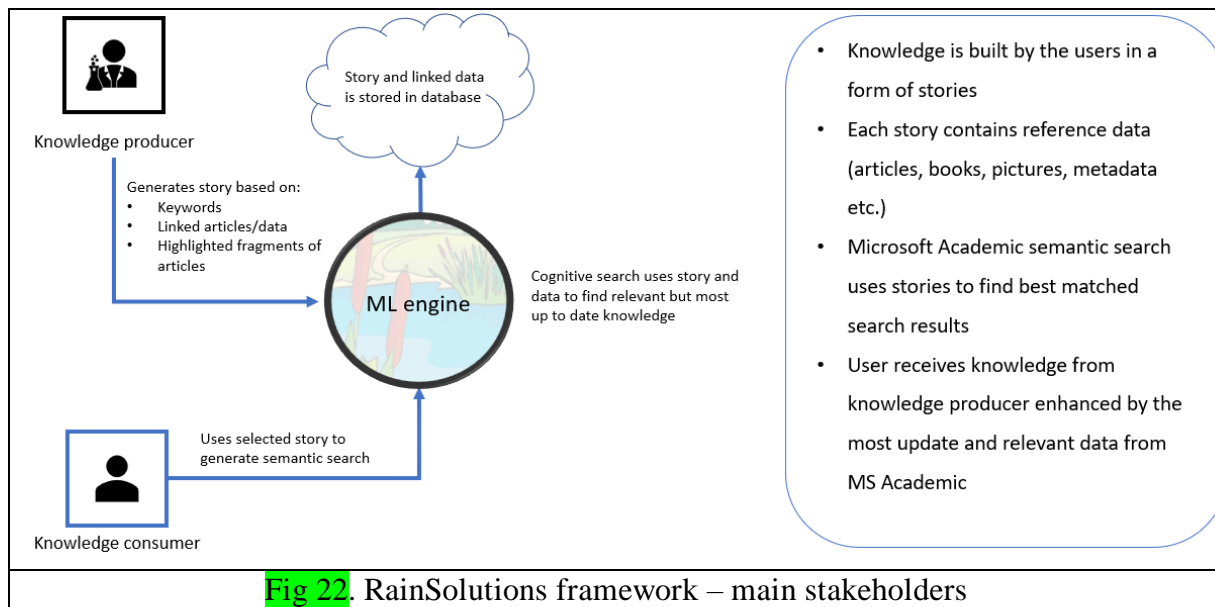 Knowledge producer
Generates story based on:
• Keywords
• Linked articles/data
• Highlighted fragments of
articles
Story and linked data
is stored in database
ML engine
Cognitive search uses story and
data to find relevant but most
up to date knowledge
Uses selected story to
generate semantic search
Knowledge consumer
• Knowledge is built by the users in a
form of stories
• Each story contains reference data
(articles, books, pictures, metadata
etc.)
• Microsoft Academic semantic search
uses stories to find best matched
search results
• User receives knowledge from
knowledge producer enhanced by the
most update and relevant data from
MS Academic
Fig 22. RainSolutions framework – main stakeholders